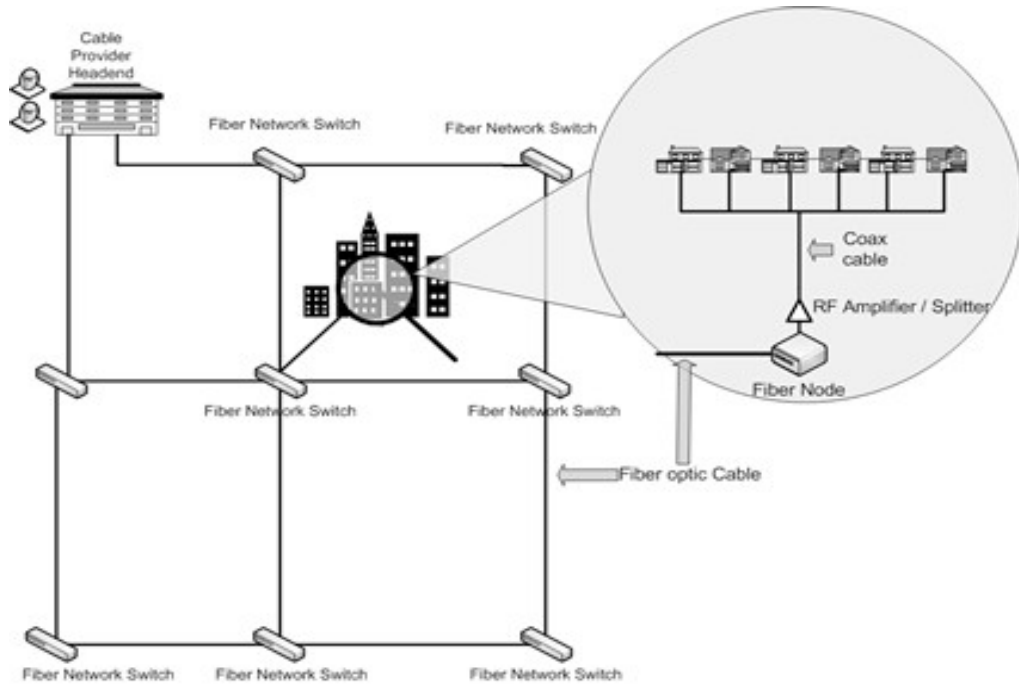 Cable
Provider
Headend
Fiber Network Switch
Fiber Network Switch
Coax
cable
RF Amplifier / Splitter
Fiber Node
Fiber Network Switch
Fiber Network Switch
Fiber optic Cable
Fiber Network Switch
Fiber Network Switch
Fiber Network Switch